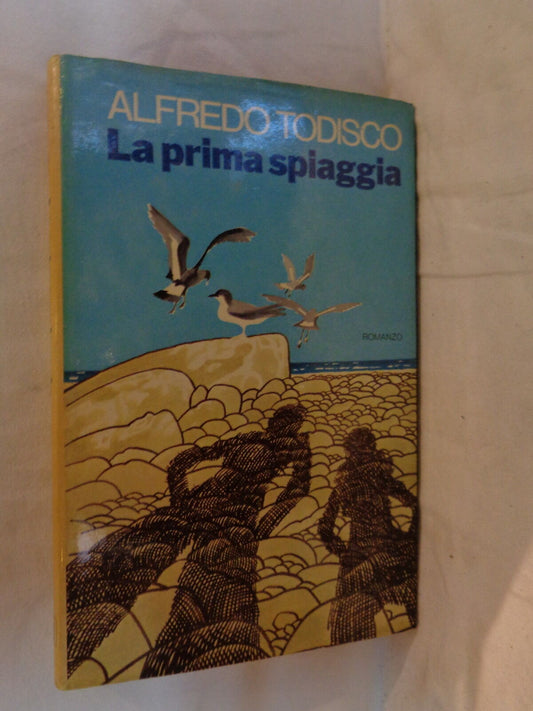 ALFREDO TODISCO
La prima spiaggia
ROMANZO